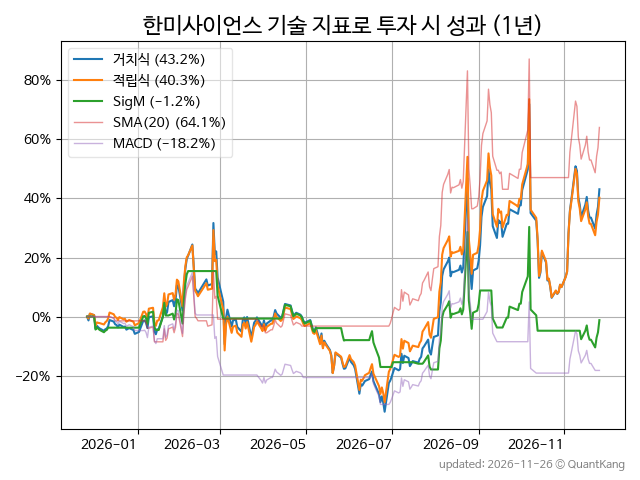 한미사이언스 기술 지표로 투자 시 성과 (1년)
거치식 (43.2%)
적립식 (40.3%)
SigM (−1.2%)
SMA(20) (64.1%)
MACD (−18.2%)
80%
60%
40%
20%
0%
−20%
2026-01
2026-03
2026-05
2026-07
2026-09
2026-11
updated: 2026-11-26 ⓒ QuantKang